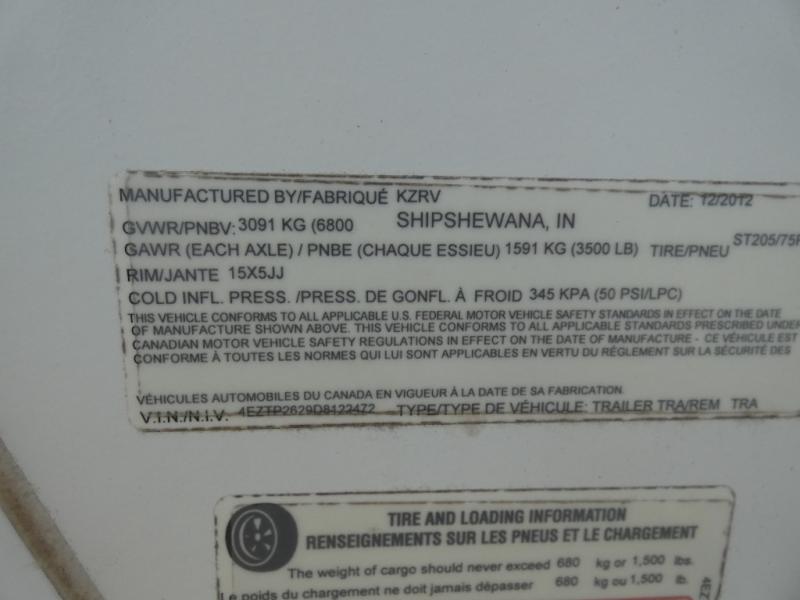 MANUFACTURED BY/FABRIQUÉ KZRV DATE: 12/2012
GVWR/PNBV: 3091 KG (6800 SHIPSHEWANA, IN
GAWR (EACH AXLE) / PNBE (CHAQUE ESSIEU) 1591 KG (3500 LB) TIRE/PNEU ST205/75R
RIM/JANTE 15X5JJ
COLD INFL. PRESS. /PRESS. DE GONFL. À FROID 345 KPA (50 PSI/LPC)
THIS VEHICLE CONFORMS TO ALL APPLICABLE U.S. FEDERAL MOTOR VEHICLE SAFETY STANDARDS IN EFFECT ON THE DATE
OF MANUFACTURE SHOWN ABOVE. THIS VEHICLE CONFORMS TO ALL APPLICABLE STANDARDS PRESCRIBED UNDER
CANADIAN MOTOR VEHICLE SAFETY REGULATIONS IN EFFECT ON THE DATE OF MANUFACTURE - CE VÉHICULE EST
CONFORME À TOUTES LES NORMES QUI LUI SONT APPLICABLES EN VERTU DU RÉGLEMENT SUR LA SÉCURITÉ DES
VÉHICULES AUTOMOBILES DU CANADA EN VIGUEUR À LA DATE DE SA FABRICATION.
V.I.N./N.I.V. 4EZTP2629D8122472 TYPE/TYPE DE VÉHICULE: TRAILER TRA/REM TRA
TIRE AND LOADING INFORMATION
RENSEIGNEMENTS SUR LES PNEUS ET LE CHARGEMENT
The weight of cargo should never exceed 680 kg or 1,500 lbs.
Le poids du chargement ne doit jamais dépasser 680 kg ou 1,500 lb.
4EZ